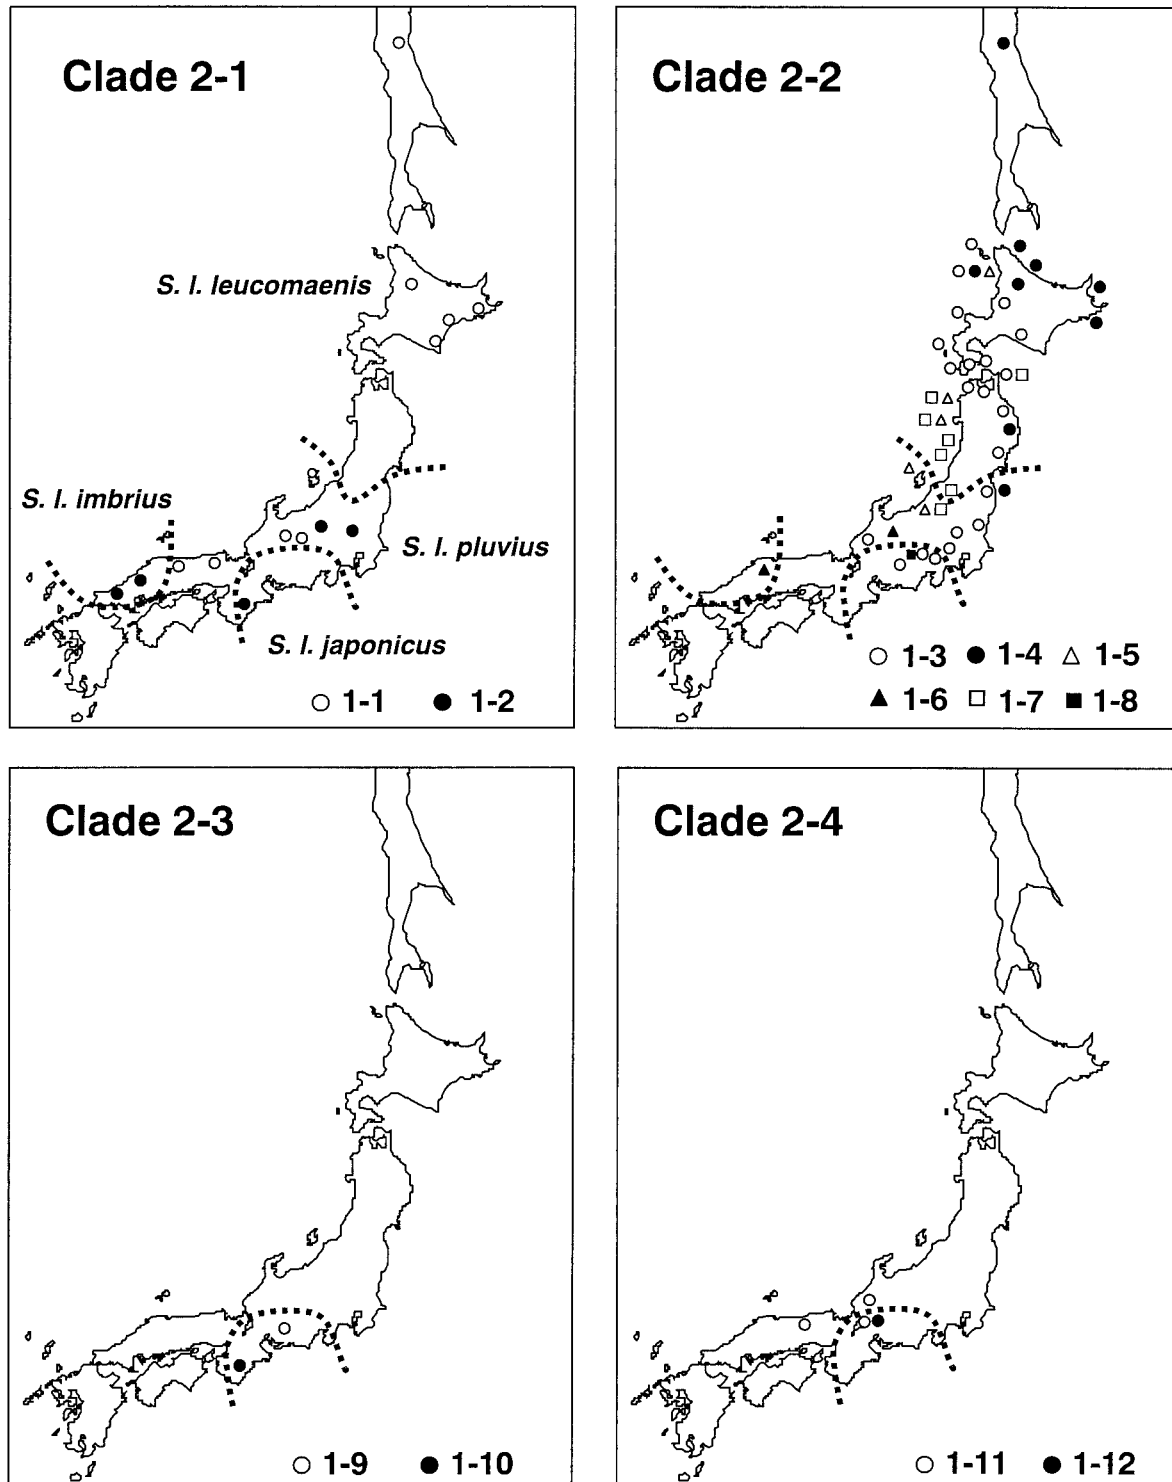 Clade 2-1
S. l. leucomaenis
S. l. imbrius
S. l. pluvius
S. l. japonicus
1-1 1-2
Clade 2-2
1-3 1-4 1-5
1-6 1-7 1-8
Clade 2-3
1-9 1-10
Clade 2-4
1-11 1-12